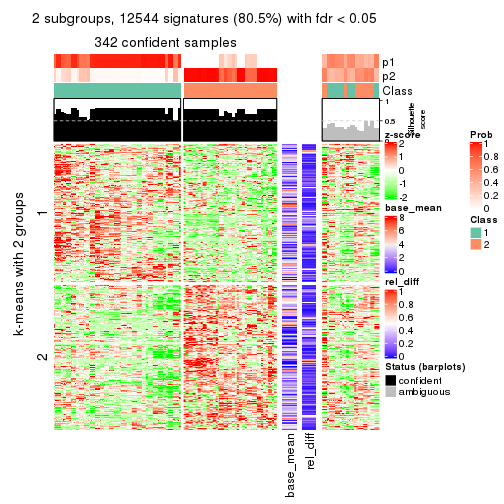 2 subgroups, 12544 signatures (80.5%) with fdr < 0.05
342 confident samples
p1
p2
Class
1
0.5
0
Silhouette
score
k-means with 2 groups
1
2
base_mean
rel_diff
z-score
2
1
0
-1
-2
base_mean
8
6
4
2
0
rel_diff
1
0.8
0.6
0.4
0.2
0
Status (barplots)
confident
ambiguous
Prob
1
0.8
0.6
0.4
0.2
0
Class
1
2